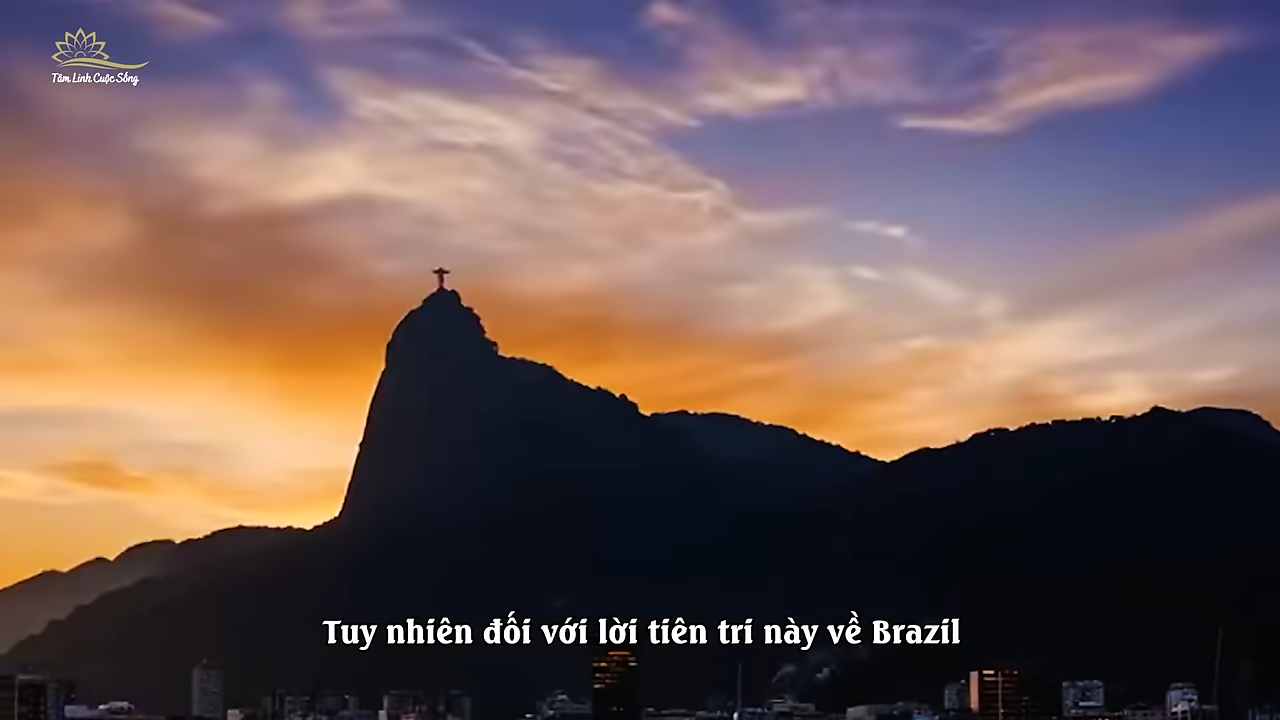 Tâm Linh Cuộc Sống
Tuy nhiên đối với lời tiên tri này về Brazil